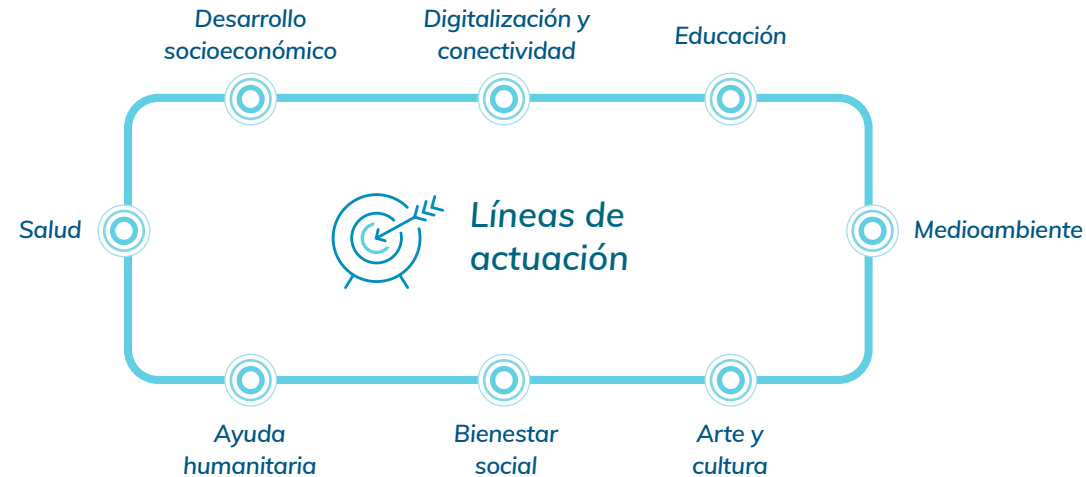 Desarrollo
socioeconómico
Digitalización y
conectividad
Educación
Salud
Líneas de
actuación
Medioambiente
Ayuda
humanitaria
Bienestar
social
Arte y
cultura